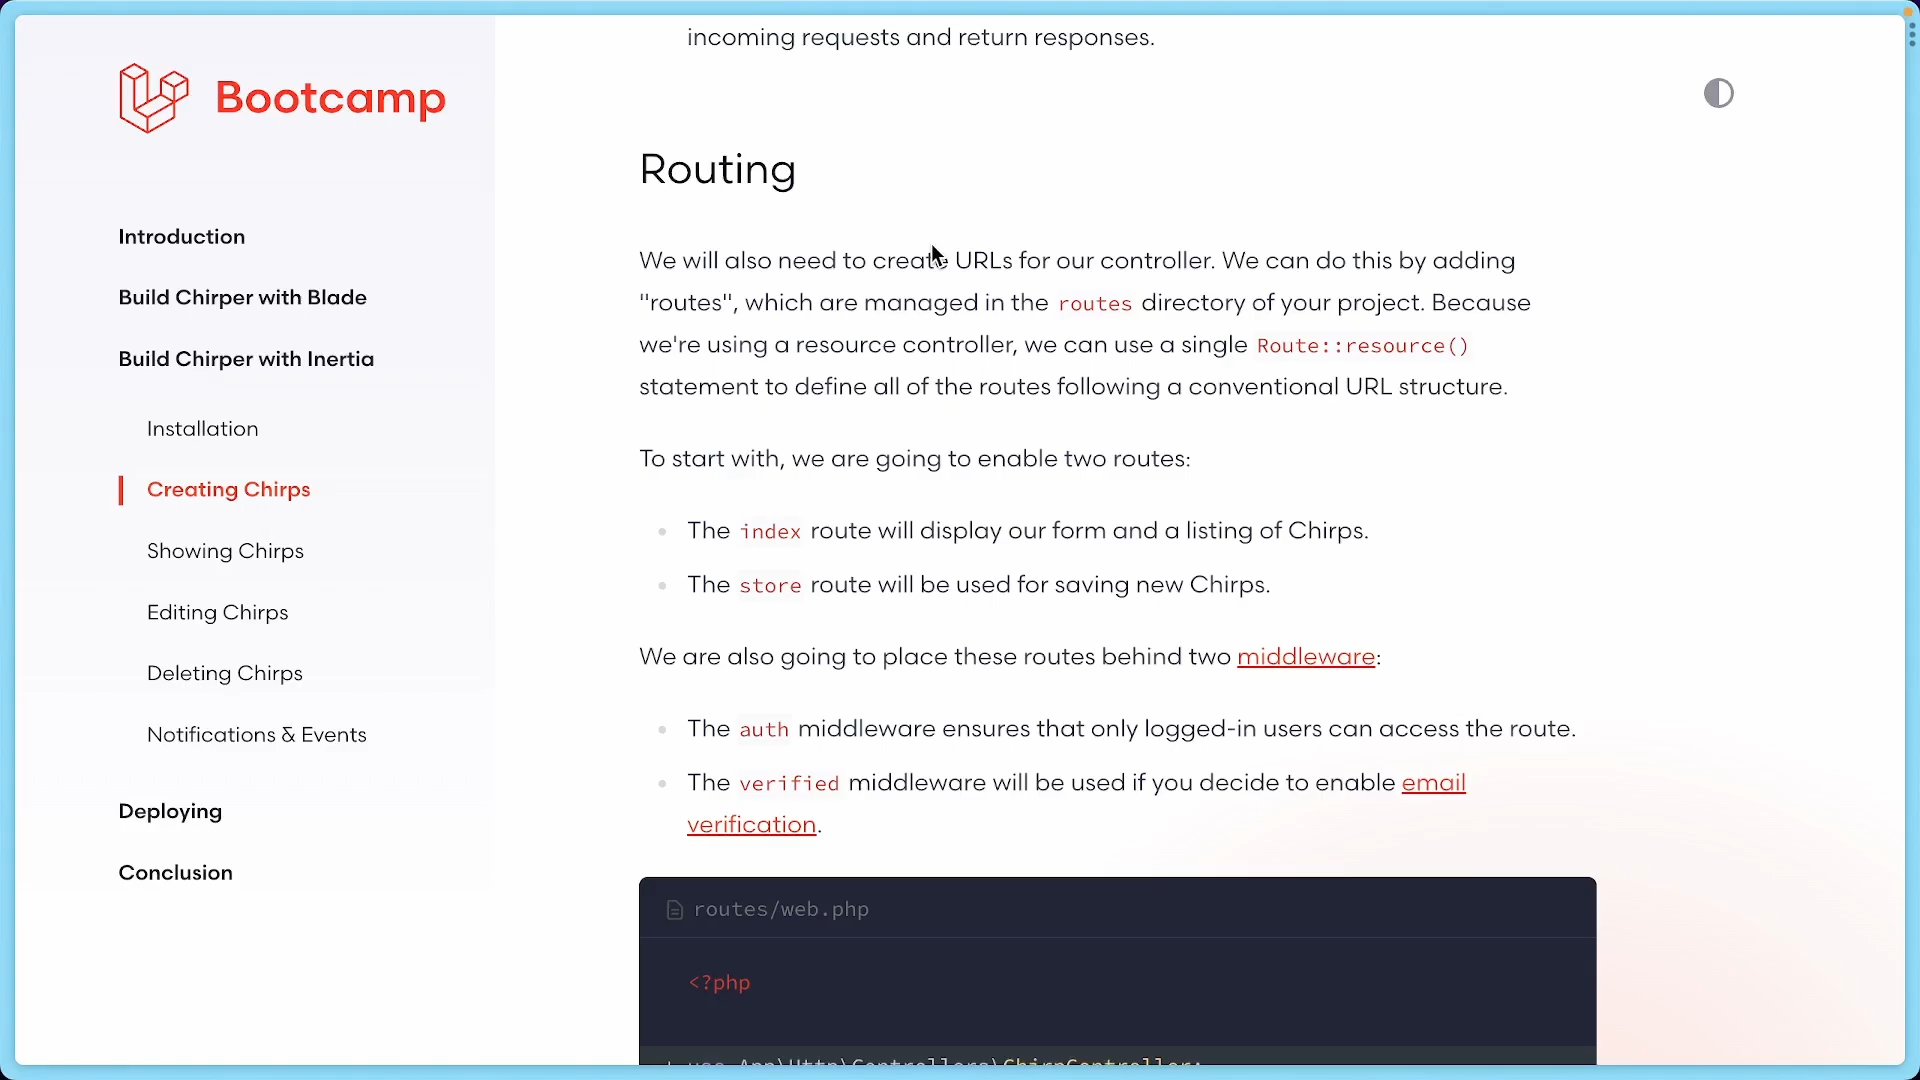 Bootcamp
Introduction
Build Chirper with Blade
Build Chirper with Inertia
Installation
Creating Chirps
Showing Chirps
Editing Chirps
Deleting Chirps
Notifications & Events
Deploying
Conclusion
incoming requests and return responses.
Routing
We will also need to create URLs for our controller. We can do this by adding
"routes", which are managed in the routes directory of your project. Because
we're using a resource controller, we can use a single Route::resource()
statement to define all of the routes following a conventional URL structure.
To start with, we are going to enable two routes:
The index route will display our form and a listing of Chirps.
The store route will be used for saving new Chirps.
We are also going to place these routes behind two middleware:
The auth middleware ensures that only logged-in users can access the route.
The verified middleware will be used if you decide to enable email
verification.
routes/web.php
<?php
+ use App\Http\Controllers\ChirpController;